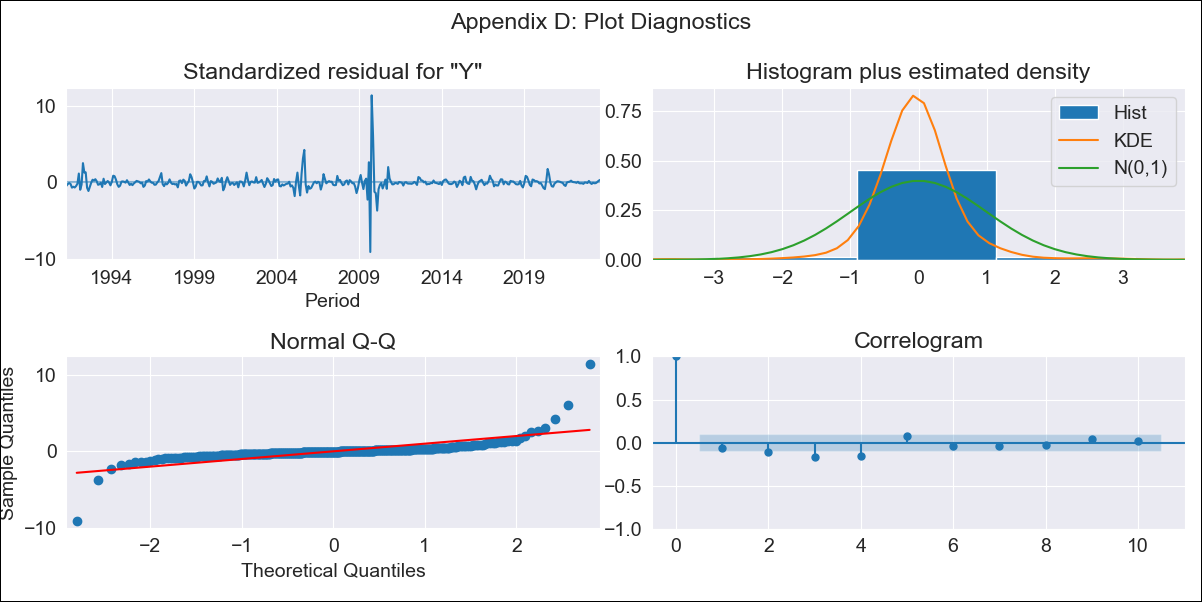 Appendix D: Plot Diagnostics
Standardized residual for "Y"
10
0
−10
1994 1999 2004 2009 2014 2019
Period
Histogram plus estimated density
0.75
0.50
0.25
0.00
Hist
KDE
N(0,1)
−3 −2 −1 0 1 2 3
Normal Q-Q
Sample Quantiles
10
0
−10
−2 −1 0 1 2
Theoretical Quantiles
Correlogram
1.0
0.5
0.0
−0.5
−1.0
0 2 4 6 8 10